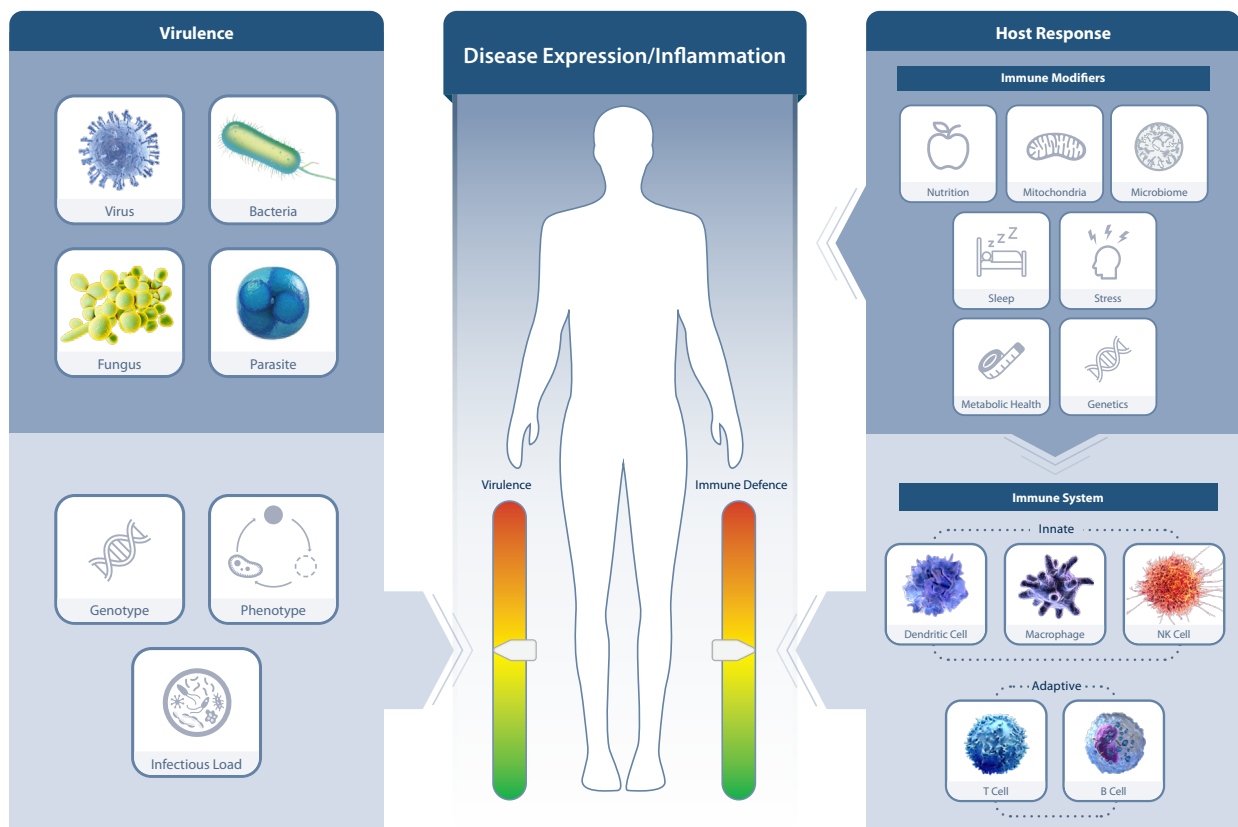 Virulence
Virus
Bacteria
Fungus
Parasite
Genotype
Phenotype
Infectious Load
Disease Expression/Inflammation
Virulence
Immune Defence
Host Response
Immune Modifiers
Nutrition
Mitochondria
Microbiome
z z Z
Sleep
Stress
Metabolic Health
Genetics
Immune System
Innate
Dendritic Cell
Macrophage
NK Cell
Adaptive
T Cell
B Cell